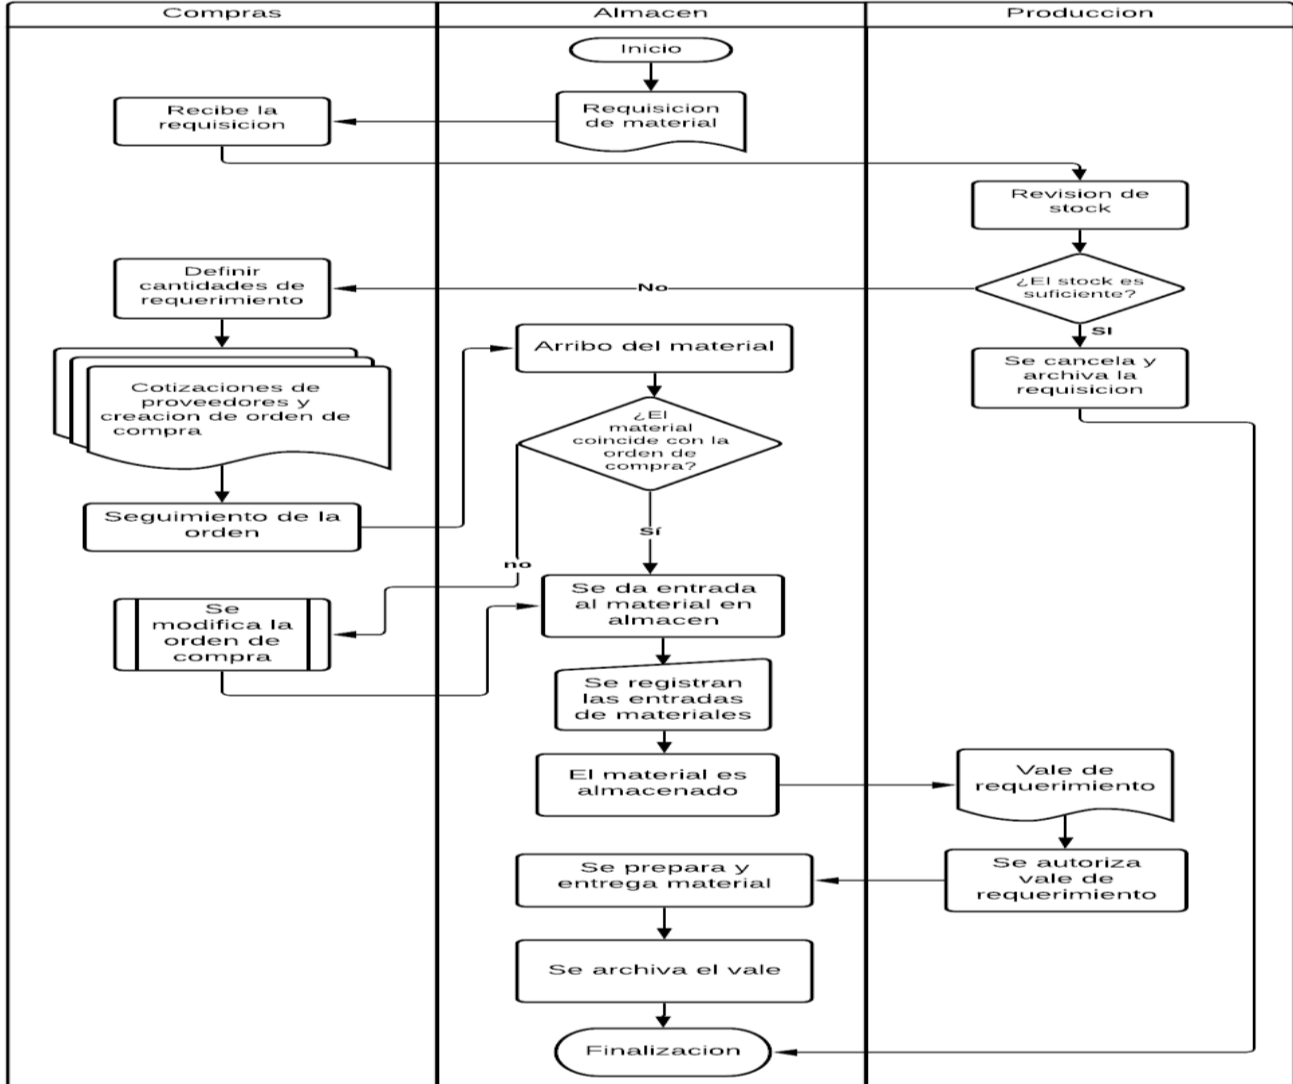 Compras
Almacen
Produccion
Inicio
Requisicion
de material
Recibe la
requisicion
Revision de
stock
¿El stock es
suficiente?
No
SI
Definir
cantidades de
requerimiento
Se cancela y
archiva la
requisicion
Cotizaciones de
proveedores y
creacion de orden de
compra
Arribo del material
¿El
material
coincide con la
orden de
compra?
Seguimiento de la
orden
Sí
no
Se
modifica la
orden de
compra
Se da entrada
al material en
almacen
Se registran
las entradas
de materiales
El material es
almacenado
Vale de
requerimiento
Se autoriza
vale de
requerimiento
Se prepara y
entrega material
Se archiva el vale
Finalizacion